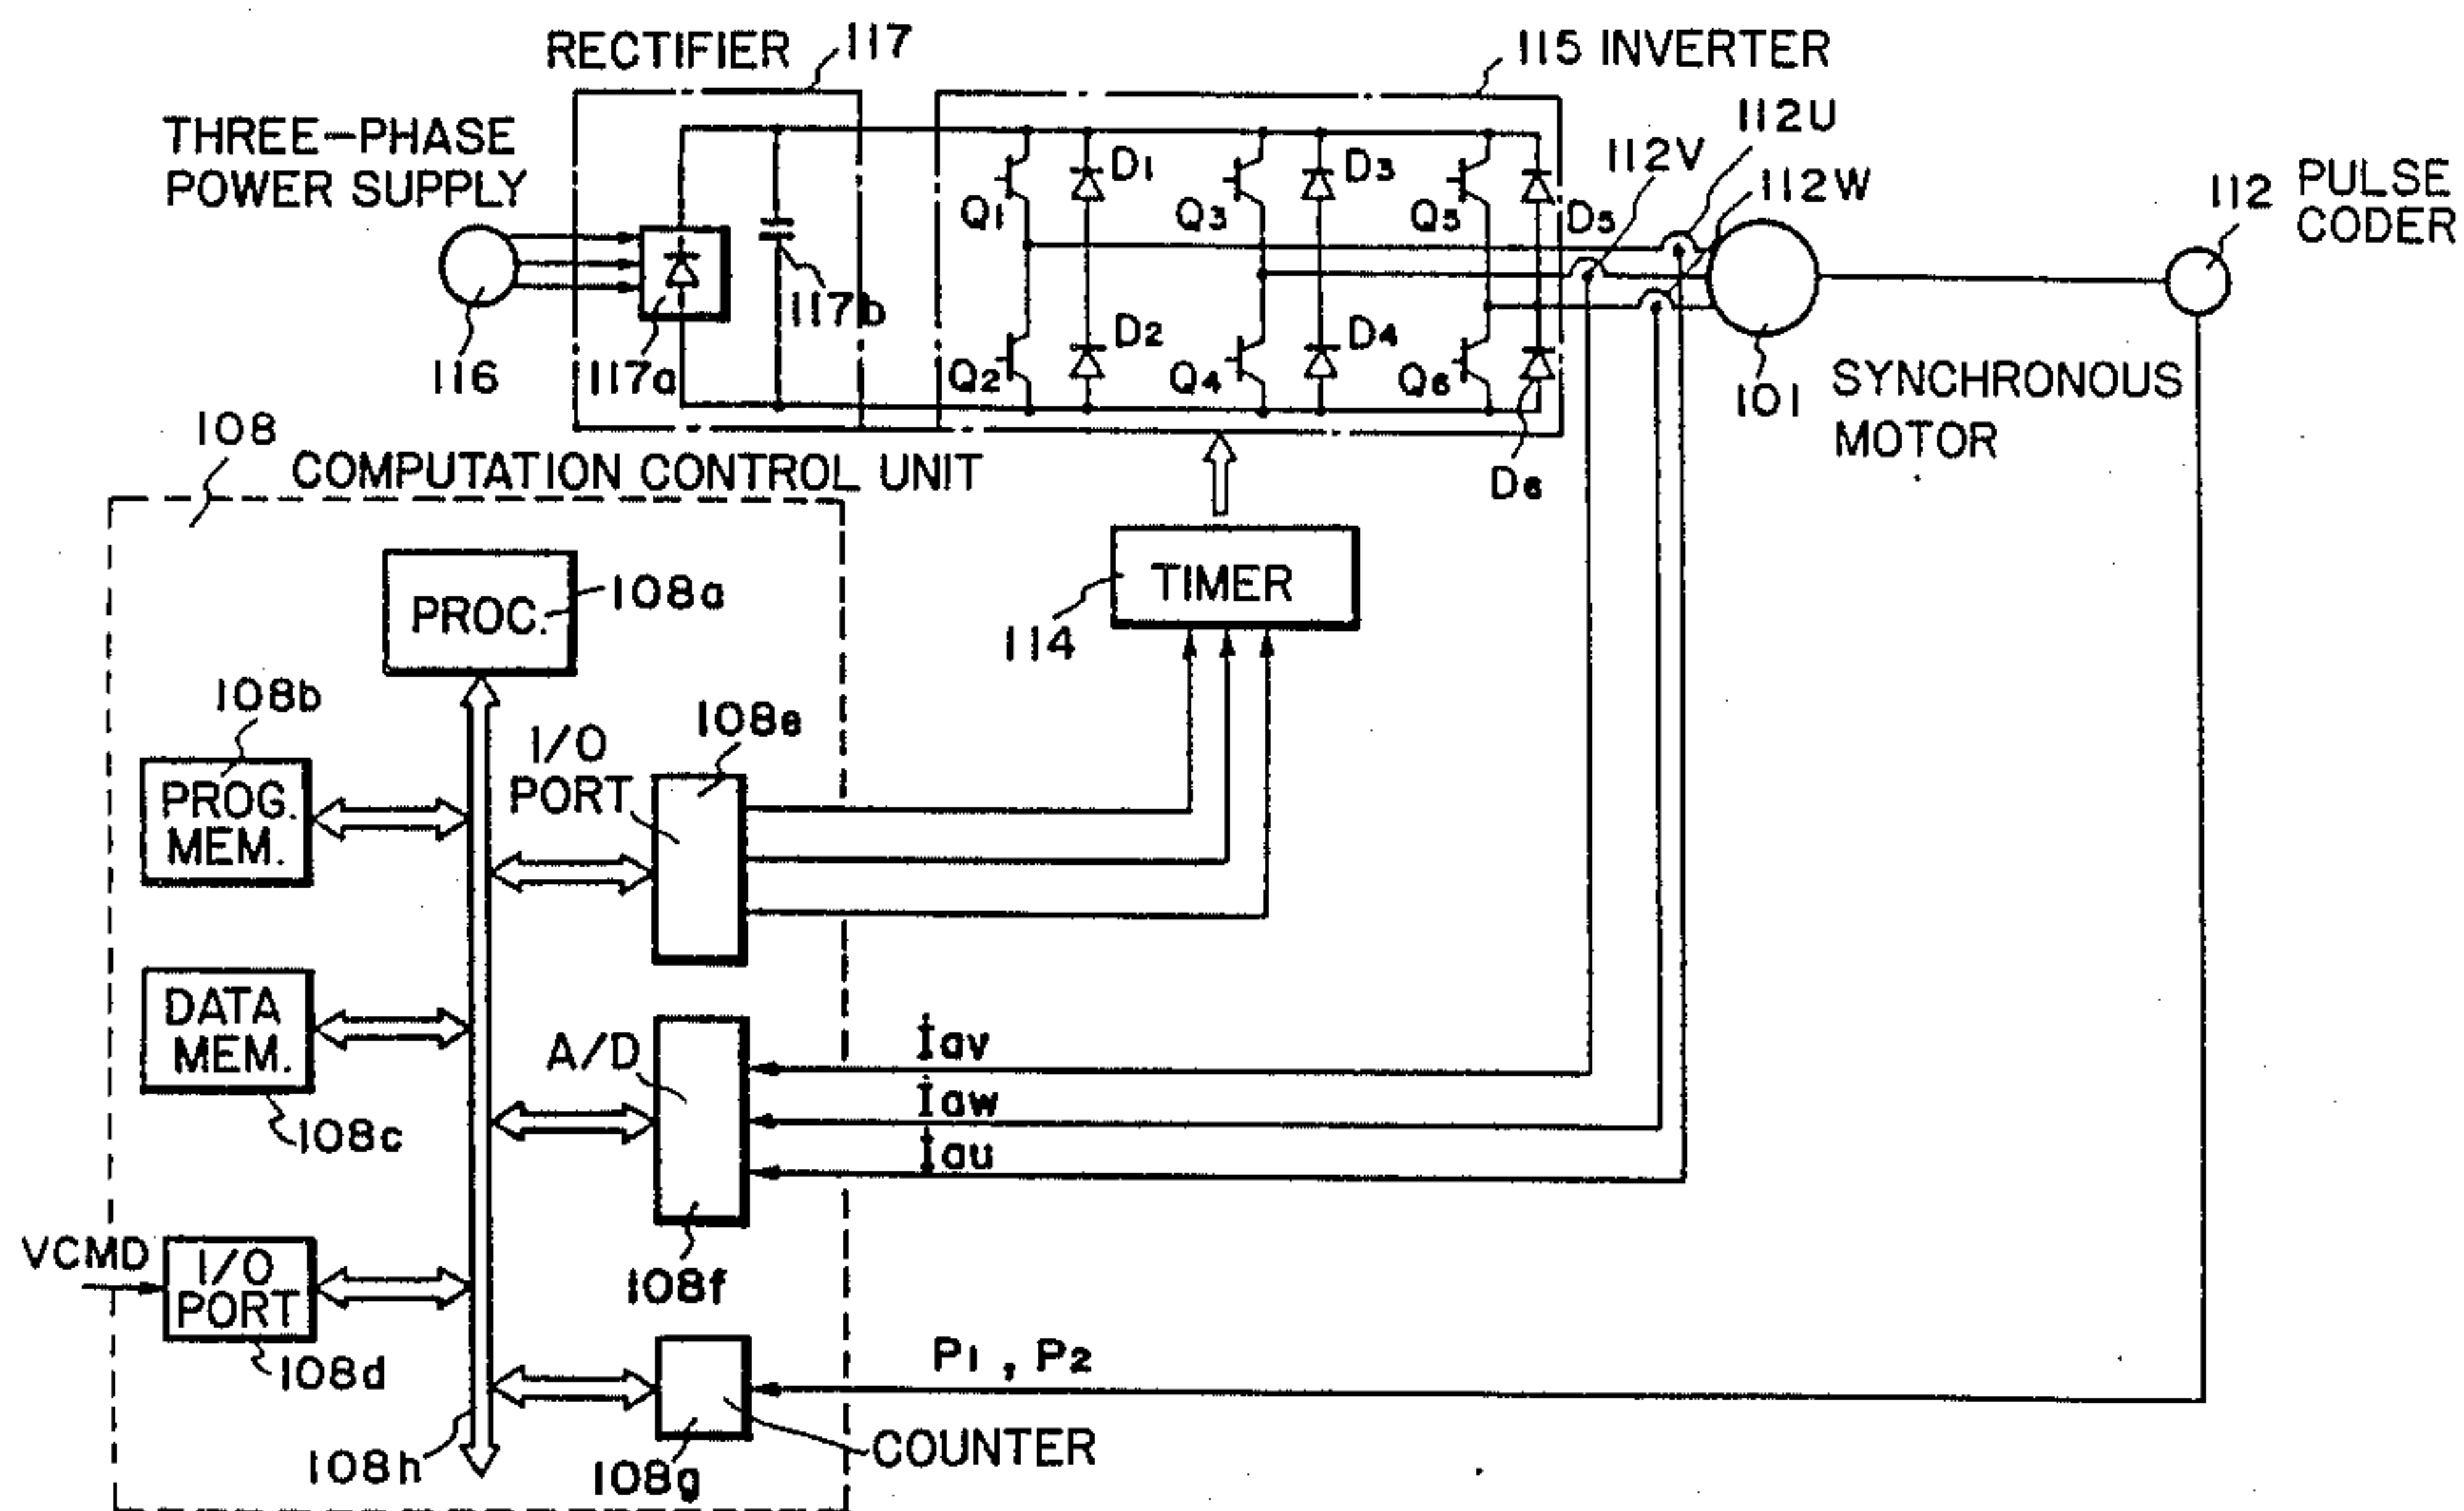 RECTIFIER
117
115 INVERTER
THREE-PHASE
POWER SUPPLY
112U
112V
112W
112
PULSE
CODER
D1
D3
D5
Q1
Q3
Q5
117b
116
117a
D2
D4
Q2
Q4
Q6
D6
101
SYNCHRONOUS
MOTOR
108
COMPUTATION CONTROL UNIT
PROC.
108a
TIMER
114
108b
PROG.
MEM.
I/O
PORT
108e
DATA
MEM.
108c
A/D
Iav
Iaw
Iau
108f
VCMD
I/O
PORT
108d
P1 , P2
COUNTER
108h
108g